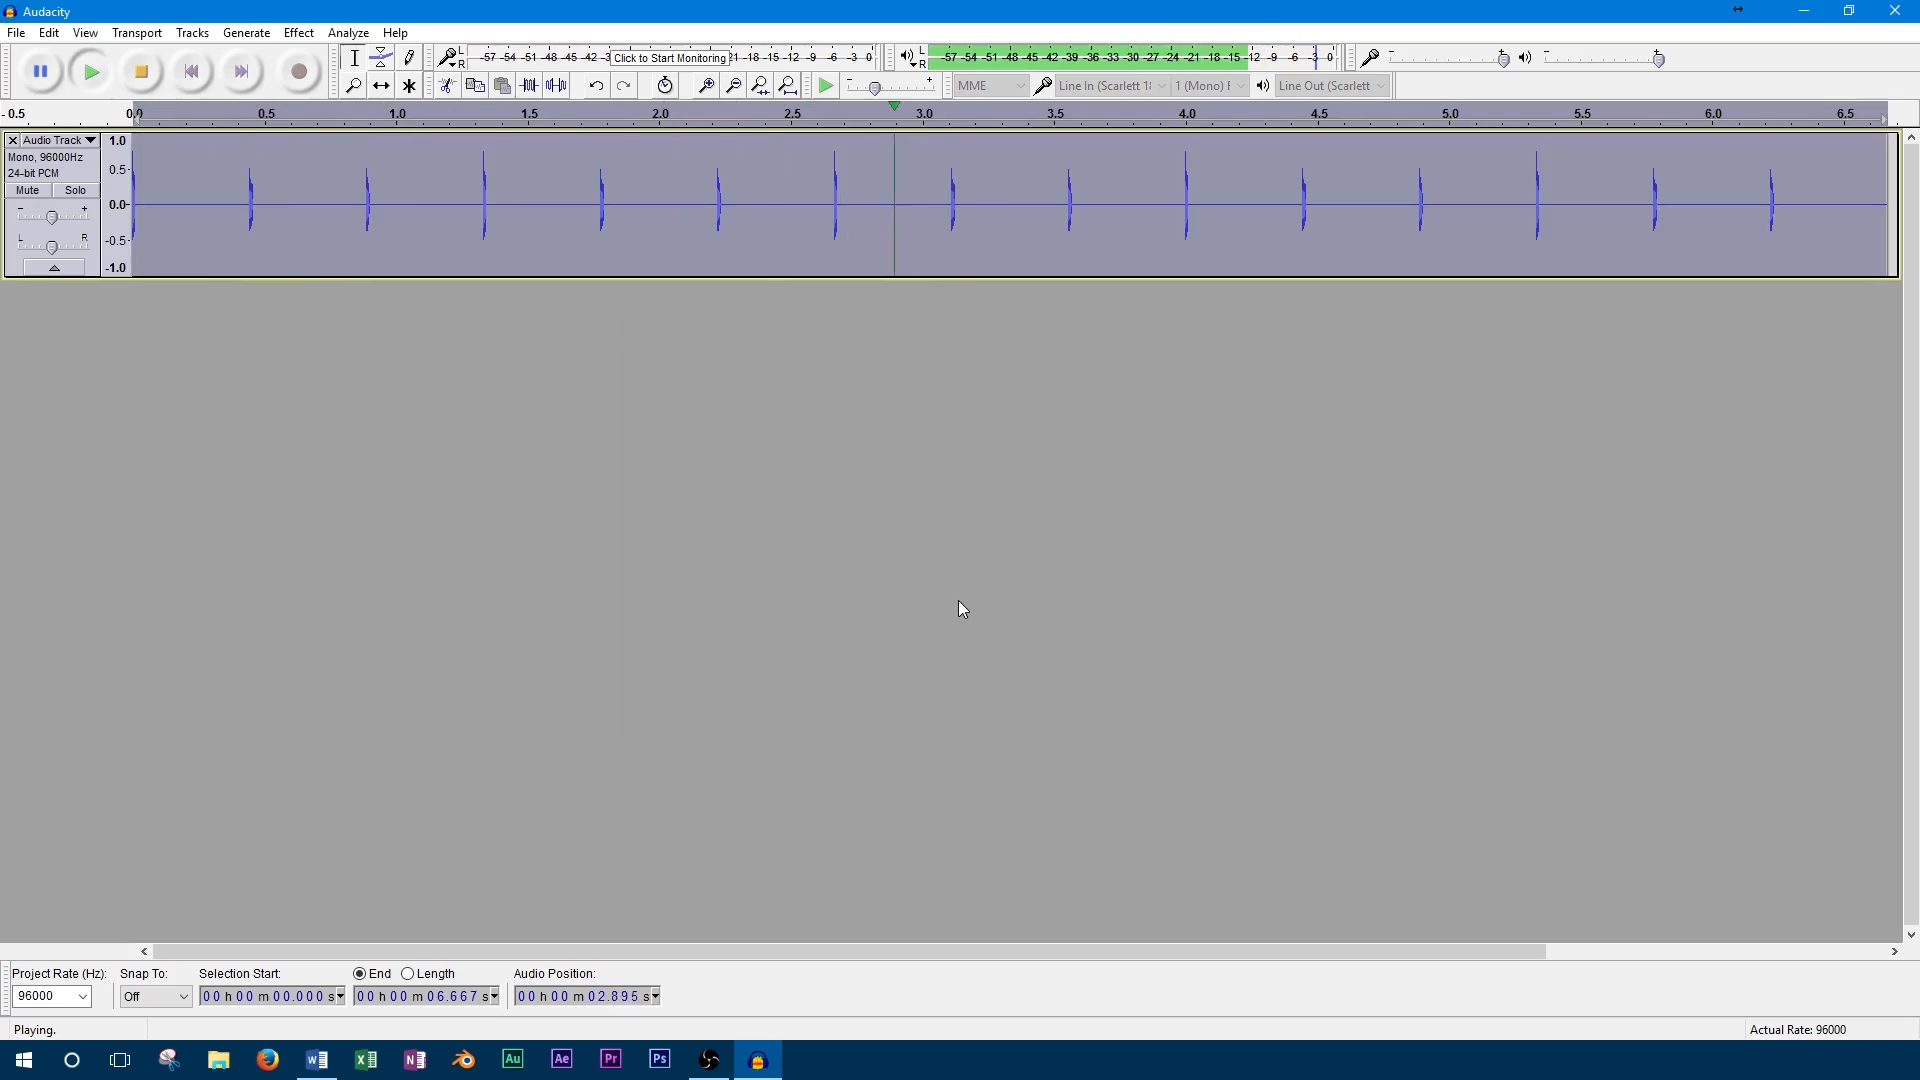 Audacity
File Edit View Transport Tracks Generate Effect Analyze Help
L R -57 -54 -51 -48 -45 -42 -3 Click to Start Monitoring 21 -18 -15 -12 -9 -6 -3 0 L R -57 -54 -51 -48 -45 -42 -39 -36 -33 -30 -27 -24 -21 -18 -15 -12 -9 -6 -3 0
MME Line In (Scarlett 1 1 (Mono) Line Out (Scarlett
-0.5 0.0 0.5 1.0 1.5 2.0 2.5 3.0 3.5 4.0 4.5 5.0 5.5 6.0 6.5
Audio Track 1.0
Mono, 96000Hz
24-bit PCM 0.5
Mute Solo
- + 0.0
L R -0.5
-1.0
Project Rate (Hz): Snap To: Selection Start: End Length Audio Position:
96000 Off 00 h 00 m 00.000 s 00 h 00 m 06.667 s 00 h 00 m 02.895 s
Playing. Actual Rate: 96000
W X N Au Ae Pr Ps